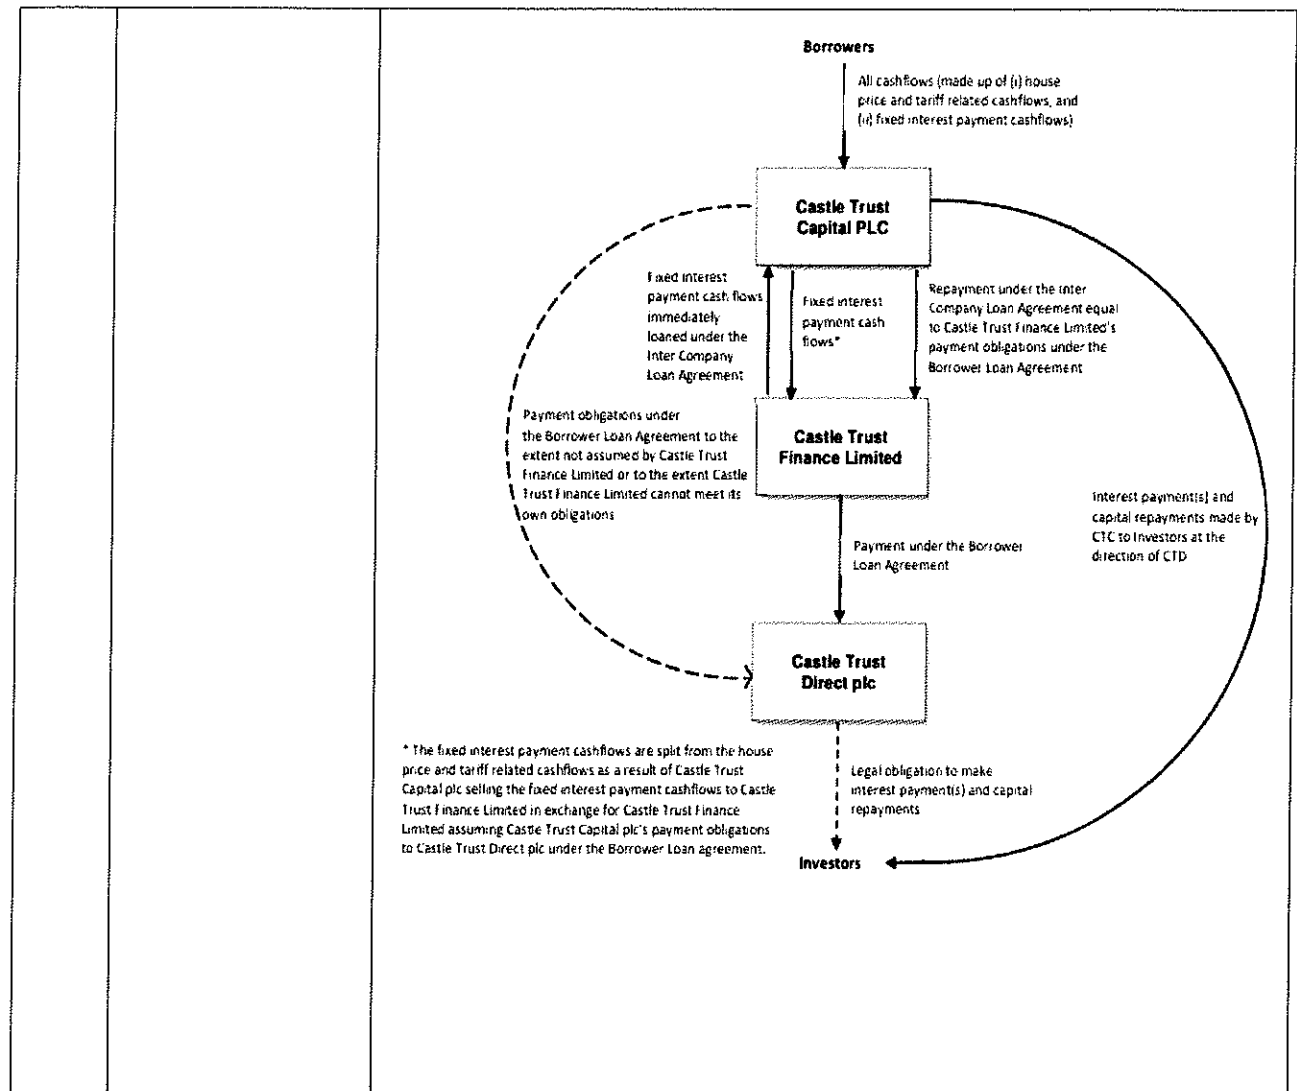 Borrowers
All cashflows (made up of (i) house
price and tariff related cashflows, and
(ii) fixed interest payment cashflows)
Castle Trust
Capital PLC
Fixed interest
payment cash flows
immediately
loaned under the
Inter Company
Loan Agreement
Fixed interest
payment cash
flows*
Repayment under the Inter
Company Loan Agreement equal
to Castle Trust Finance Limited's
payment obligations under the
Borrower Loan Agreement
Payment obligations under
the Borrower Loan Agreement to the
extent not assumed by Castle Trust
Finance Limited or to the extent Castle
Trust Finance Limited cannot meet its
own obligations
Castle Trust
Finance Limited
Interest payment(s) and
capital repayments made by
CTC to Investors at the
direction of CTD
Payment under the Borrower
Loan Agreement
Castle Trust
Direct plc
* The fixed interest payment cashflows are split from the house
price and tariff related cashflows as a result of Castle Trust
Capital plc selling the fixed interest payment cashflows to Castle
Trust Finance Limited in exchange for Castle Trust Finance
Limited assuming Castle Trust Capital plc's payment obligations
to Castle Trust Direct plc under the Borrower Loan agreement.
Legal obligation to make
interest payment(s) and capital
repayments
Investors